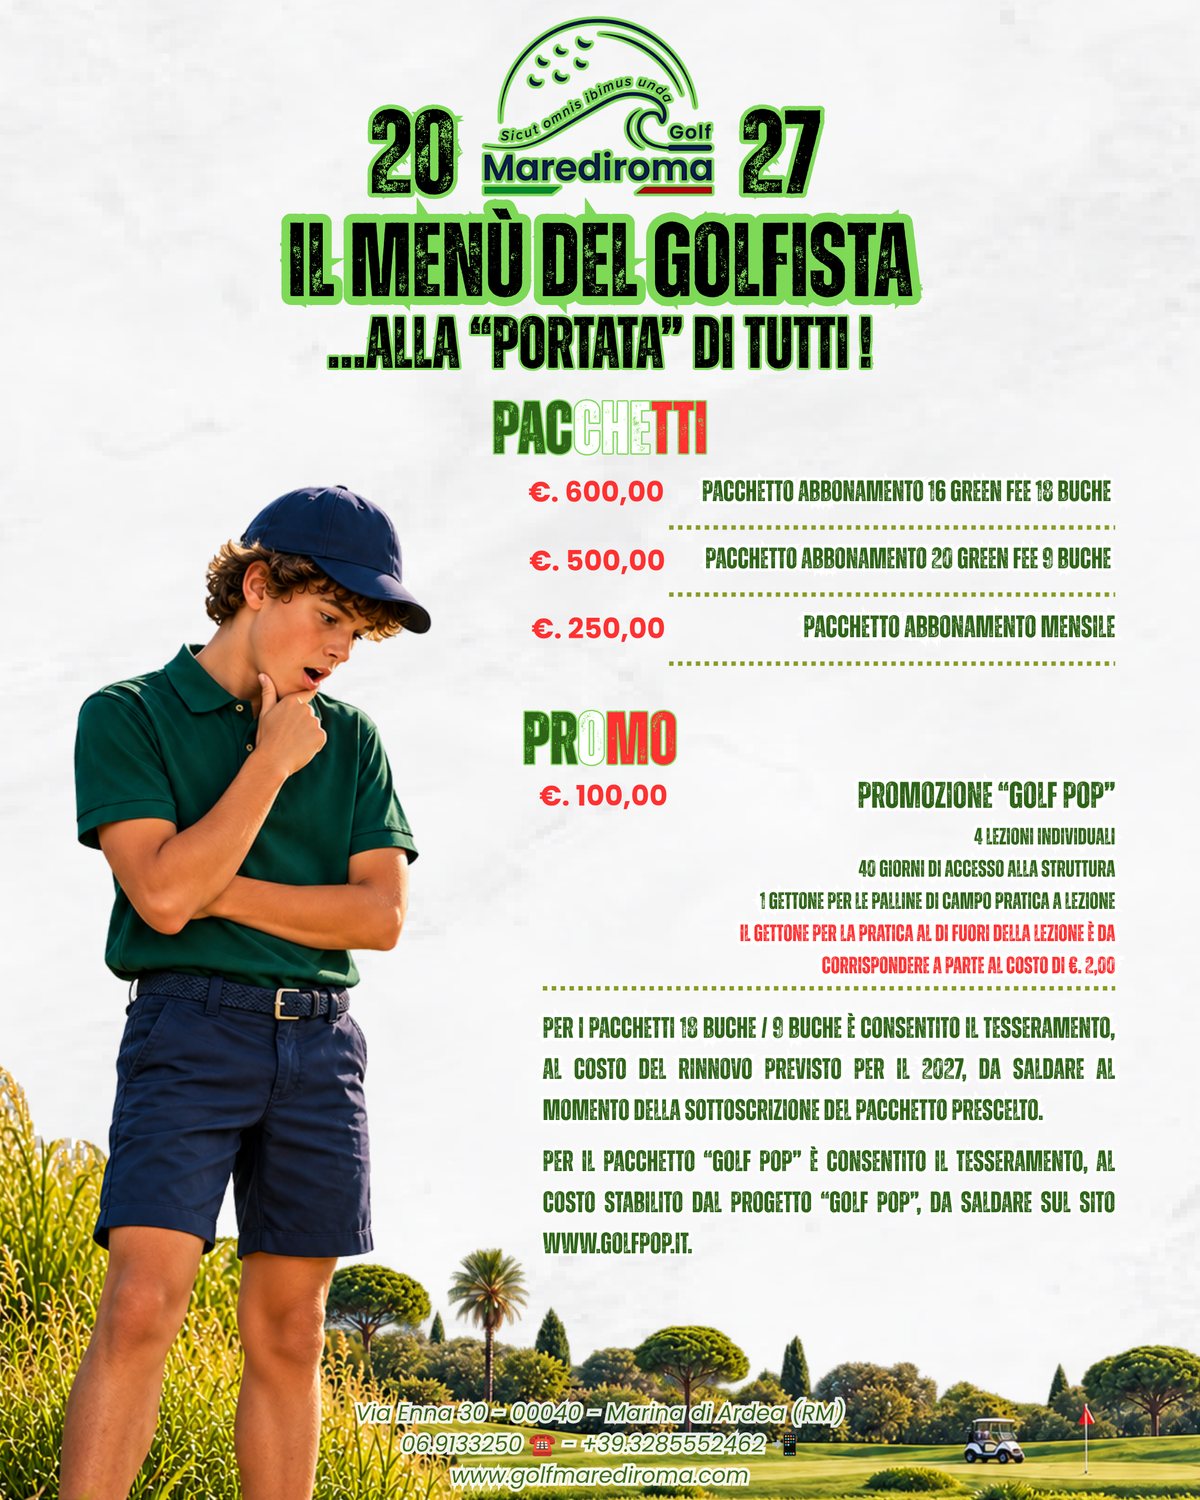 Sicut omnis ibimus unda
20 Golf 27
Marediroma
IL MENÙ DEL GOLFISTA
...ALLA “PORTATA” DI TUTTI !
PACCHETTI
€. 600,00 PACCHETTO ABBONAMENTO 16 GREEN FEE 18 BUCHE
€. 500,00 PACCHETTO ABBONAMENTO 20 GREEN FEE 9 BUCHE
€. 250,00 PACCHETTO ABBONAMENTO MENSILE
PROMO
€. 100,00 PROMOZIONE “GOLF POP”
4 LEZIONI INDIVIDUALI
40 GIORNI DI ACCESSO ALLA STRUTTURA
1 GETTONE PER LE PALLINE DI CAMPO PRATICA A LEZIONE
IL GETTONE PER LA PRATICA AL DI FUORI DELLA LEZIONE È DA
CORRISPONDERE A PARTE AL COSTO DI €. 2,00
PER I PACCHETTI 18 BUCHE / 9 BUCHE È CONSENTITO IL TESSERAMENTO,
AL COSTO DEL RINNOVO PREVISTO PER IL 2027, DA SALDARE AL
MOMENTO DELLA SOTTOSCRIZIONE DEL PACCHETTO PRESCELTO.
PER IL PACCHETTO “GOLF POP” È CONSENTITO IL TESSERAMENTO, AL
COSTO STABILITO DAL PROGETTO “GOLF POP”, DA SALDARE SUL SITO
WWW.GOLFPOP.IT.
Via Enna 30 - 00040 - Marina di Ardea (RM)
06.9133250 ☎️ - +39.3285552462 📲
www.golfmarediroma.com